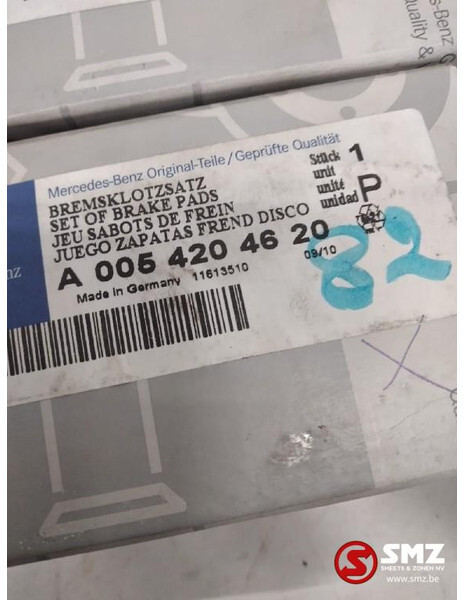 quality &
Mercedes-Benz Original-Teile / Geprüfte Qualität
BREMSKLOTZSATZ
SET OF BRAKE PADS
JEU SABOTS DE FREIN
JUEGO ZAPATAS FREND DISCO
Stück 1
unit
unité P
unidad
A 005 420 46 20
Made in Germany 11613510
09/10
82
SMZ
SMEETS & ZONEN NV
www.smz.be